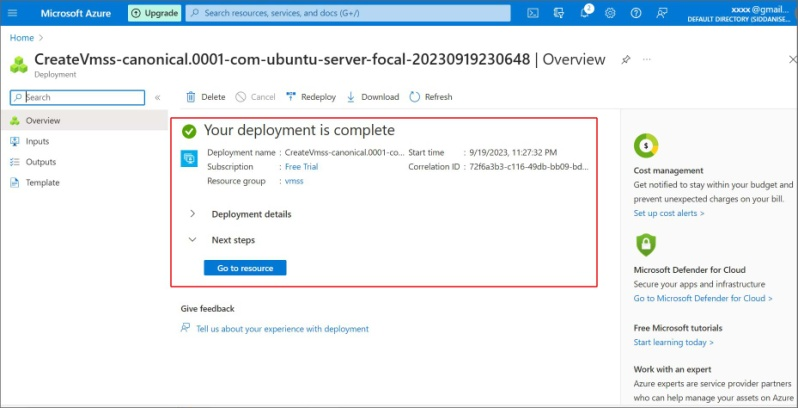 Microsoft Azure
Upgrade
Search resources, services, and docs (G+/)
2
xxxx @gmail...
DEFAULT DIRECTORY (SIDDANISE...
Home >
CreateVmss-canonical.0001-com-ubuntu-server-focal-20230919230648 | Overview
Deployment
Search
Delete
Cancel
Redeploy
Download
Refresh
Overview
Inputs
Outputs
Template
Your deployment is complete
Deployment name : CreateVmss-canonical.0001-co...
Subscription : Free Trial
Resource group : vmss
Start time : 9/19/2023, 11:27:32 PM
Correlation ID : 72f6a3b3-c116-49db-bb09-bd...
Deployment details
Next steps
Go to resource
Give feedback
Tell us about your experience with deployment
Cost management
Get notified to stay within your budget and
prevent unexpected charges on your bill.
Set up cost alerts >
Microsoft Defender for Cloud
Secure your apps and infrastructure
Go to Microsoft Defender for Cloud >
Free Microsoft tutorials
Start learning today >
Work with an expert
Azure experts are service provider partners
who can help manage your assets on Azure